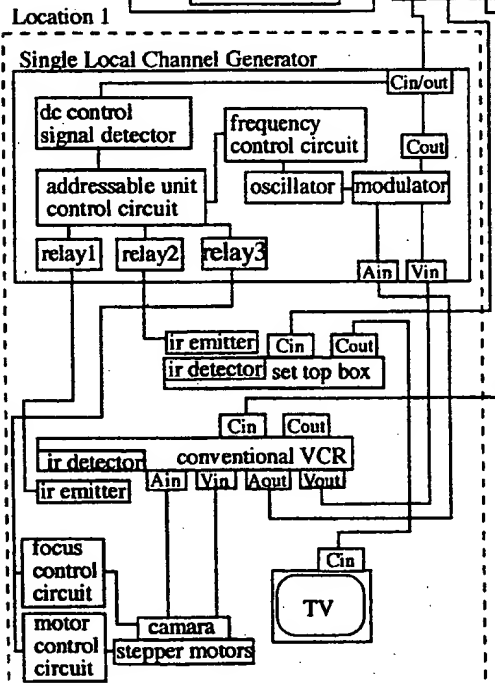 Location 1
Single Local Channel Generator
Cin/out
dc control
signal detector
frequency
control circuit
Cout
addressable unit
control circuit
oscillator
modulator
relay1
relay2
relay3
Ain
Vin
ir emitter
Cin
Cout
ir detector
set top box
Cin
Cout
conventional VCR
ir detector
Ain
Vin
Aout
Vout
ir emitter
focus
control
circuit
Cin
TV
camara
motor
control
circuit
stepper motors